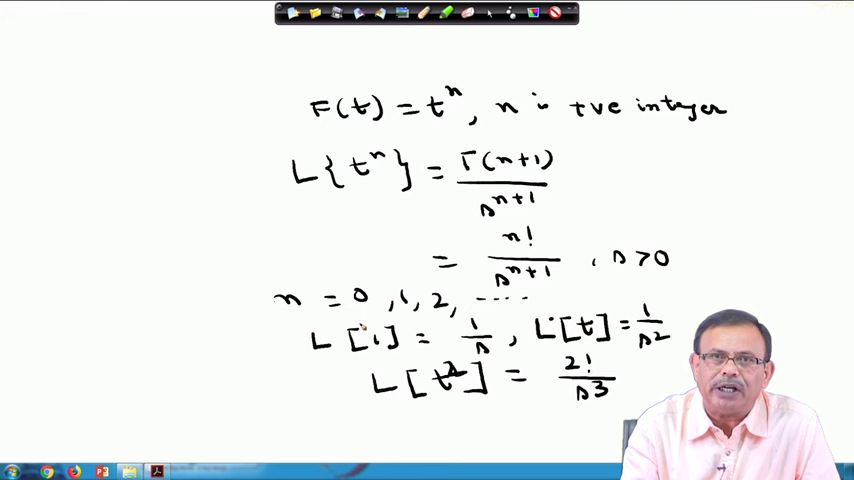 F(t) = t^n, n is +ve integer
L{t^n} = Γ(n+1)/s^(n+1)
= n!/s^(n+1), s>0
n = 0, 1, 2, -----
L[1] = 1/s, L[t] = 1/s^2
L[t^2] = 2!/s^3